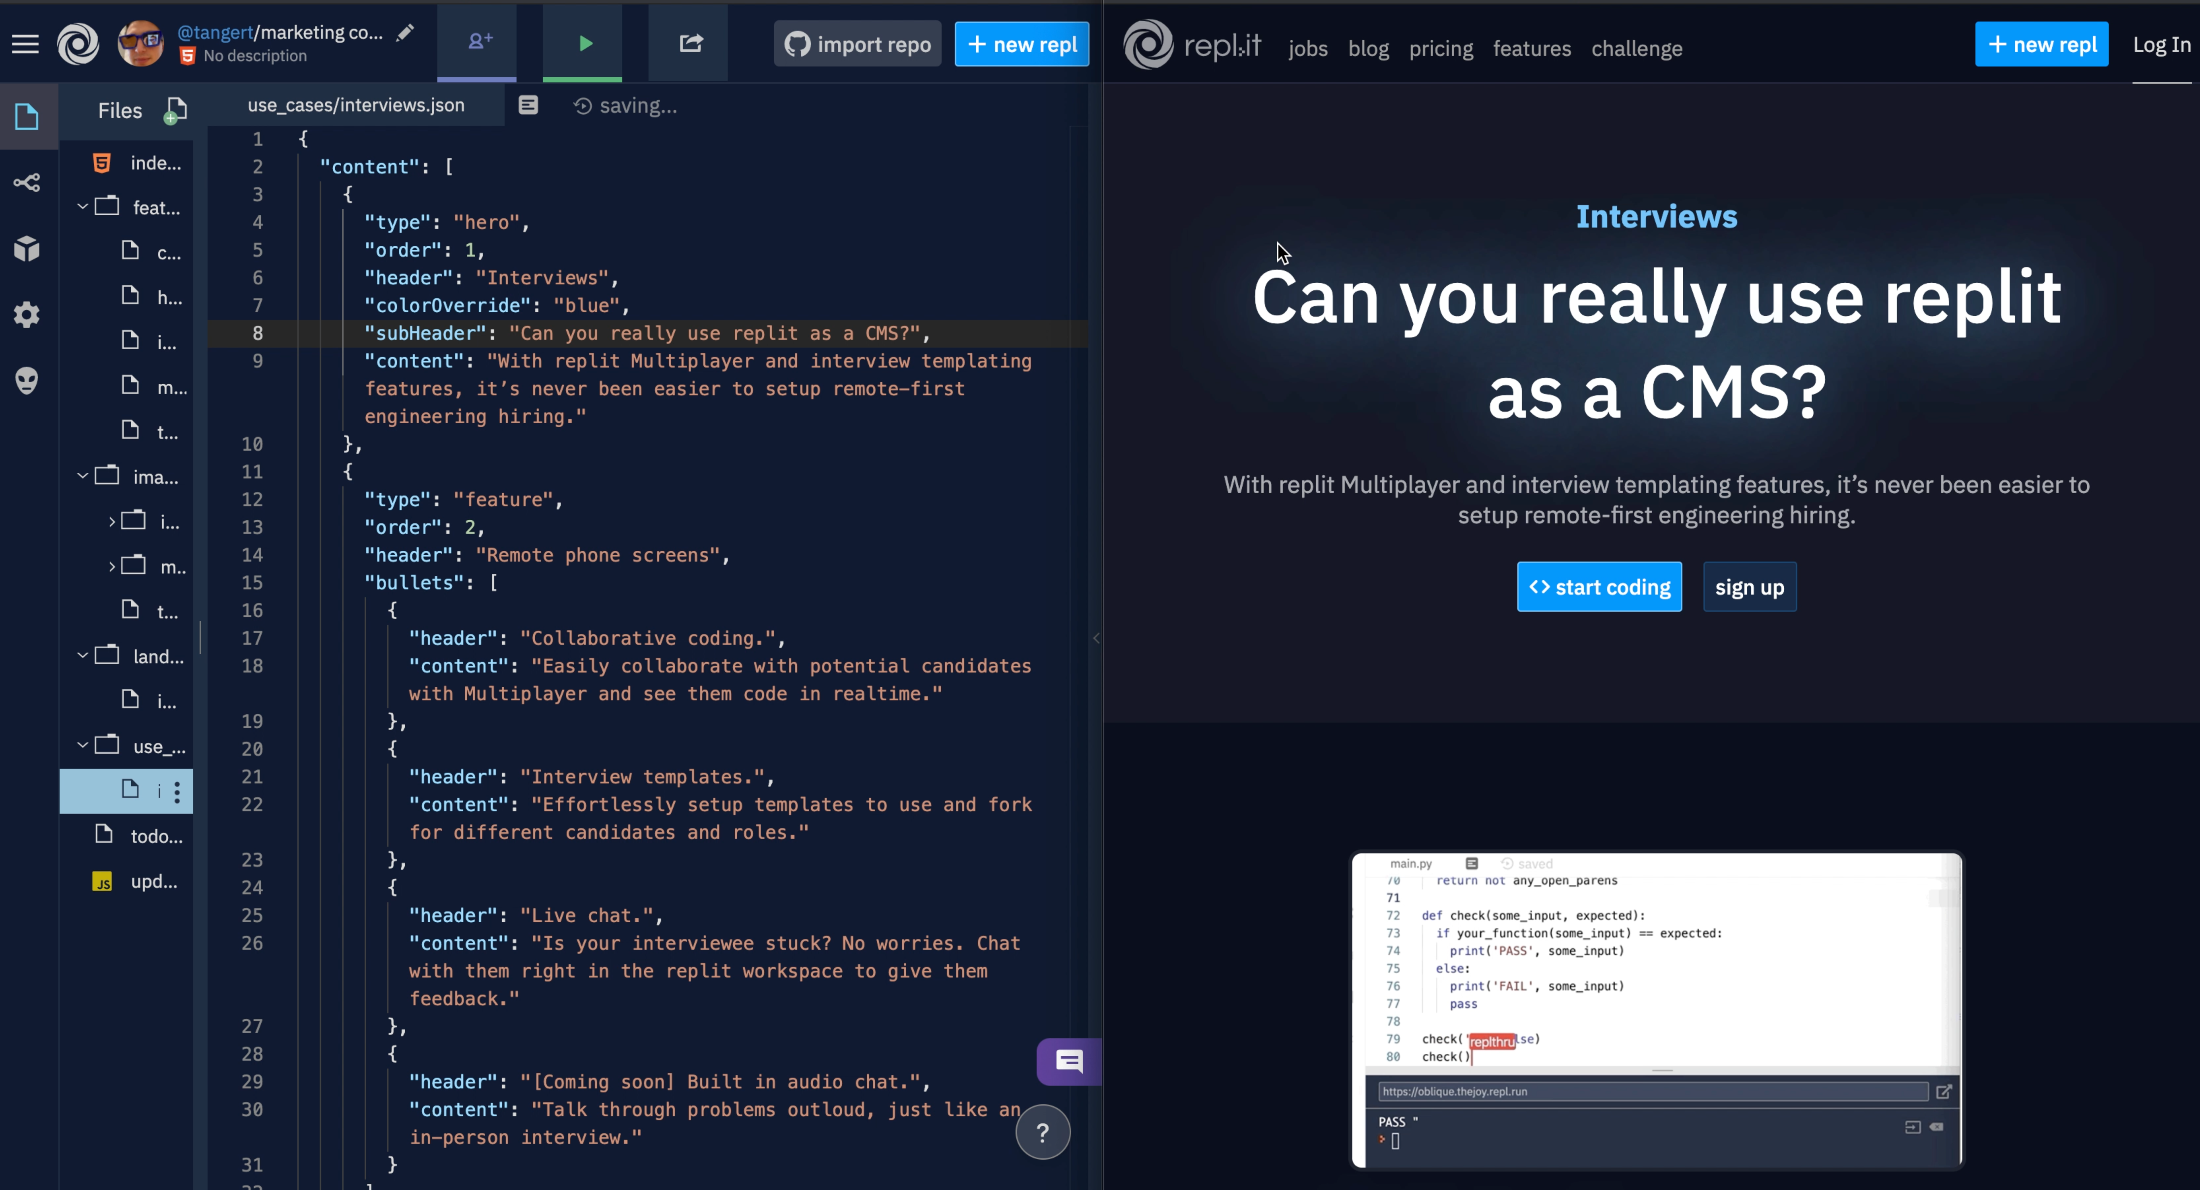 @tangert/marketing co...
No description
import repo
+ new repl
Files
inde...
feat...
c...
h...
i...
m...
t...
ima...
i...
m..
t...
land...
i...
use_...
i
todo...
JS upd...
use_cases/interviews.json
saving...
1 {
2 "content": [
3 {
4 "type": "hero",
5 "order": 1,
6 "header": "Interviews",
7 "colorOverride": "blue",
8 "subHeader": "Can you really use replit as a CMS?",
9 "content": "With replit Multiplayer and interview templating
features, it’s never been easier to setup remote-first
engineering hiring."
10 },
11 {
12 "type": "feature",
13 "order": 2,
14 "header": "Remote phone screens",
15 "bullets": [
16 {
17 "header": "Collaborative coding.",
18 "content": "Easily collaborate with potential candidates
with Multiplayer and see them code in realtime."
19 },
20 {
21 "header": "Interview templates.",
22 "content": "Effortlessly setup templates to use and fork
for different candidates and roles."
23 },
24 {
25 "header": "Live chat.",
26 "content": "Is your interviewee stuck? No worries. Chat
with them right in the replit workspace to give them
feedback."
27 },
28 {
29 "header": "[Coming soon] Built in audio chat.",
30 "content": "Talk through problems outloud, just like an
in-person interview."
31 }
?
repl.it
jobs blog pricing features challenge
+ new repl
Log In
Interviews
Can you really use replit
as a CMS?
With replit Multiplayer and interview templating features, it’s never been easier to
setup remote-first engineering hiring.
<> start coding
sign up
main.py
saved
70 return not any_open_parens
71
72 def check(some_input, expected):
73 if your_function(some_input) == expected:
74 print('PASS', some_input)
75 else:
76 print('FAIL', some_input)
77 pass
78
79 check(' replthru lse)
80 check()
https://oblique.thejoy.repl.run
PASS "